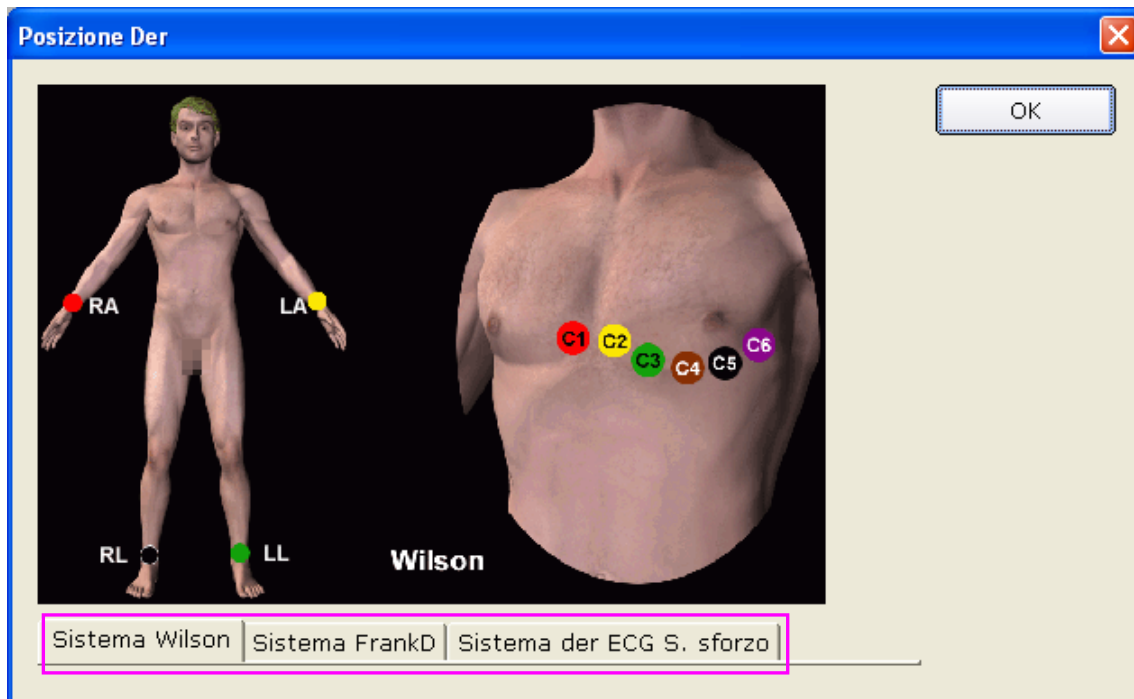 Posizione Der
OK
RA LA
C1 C2 C3 C4 C5 C6
RL LL
Wilson
Sistema Wilson Sistema FrankD Sistema der ECG S. sforzo